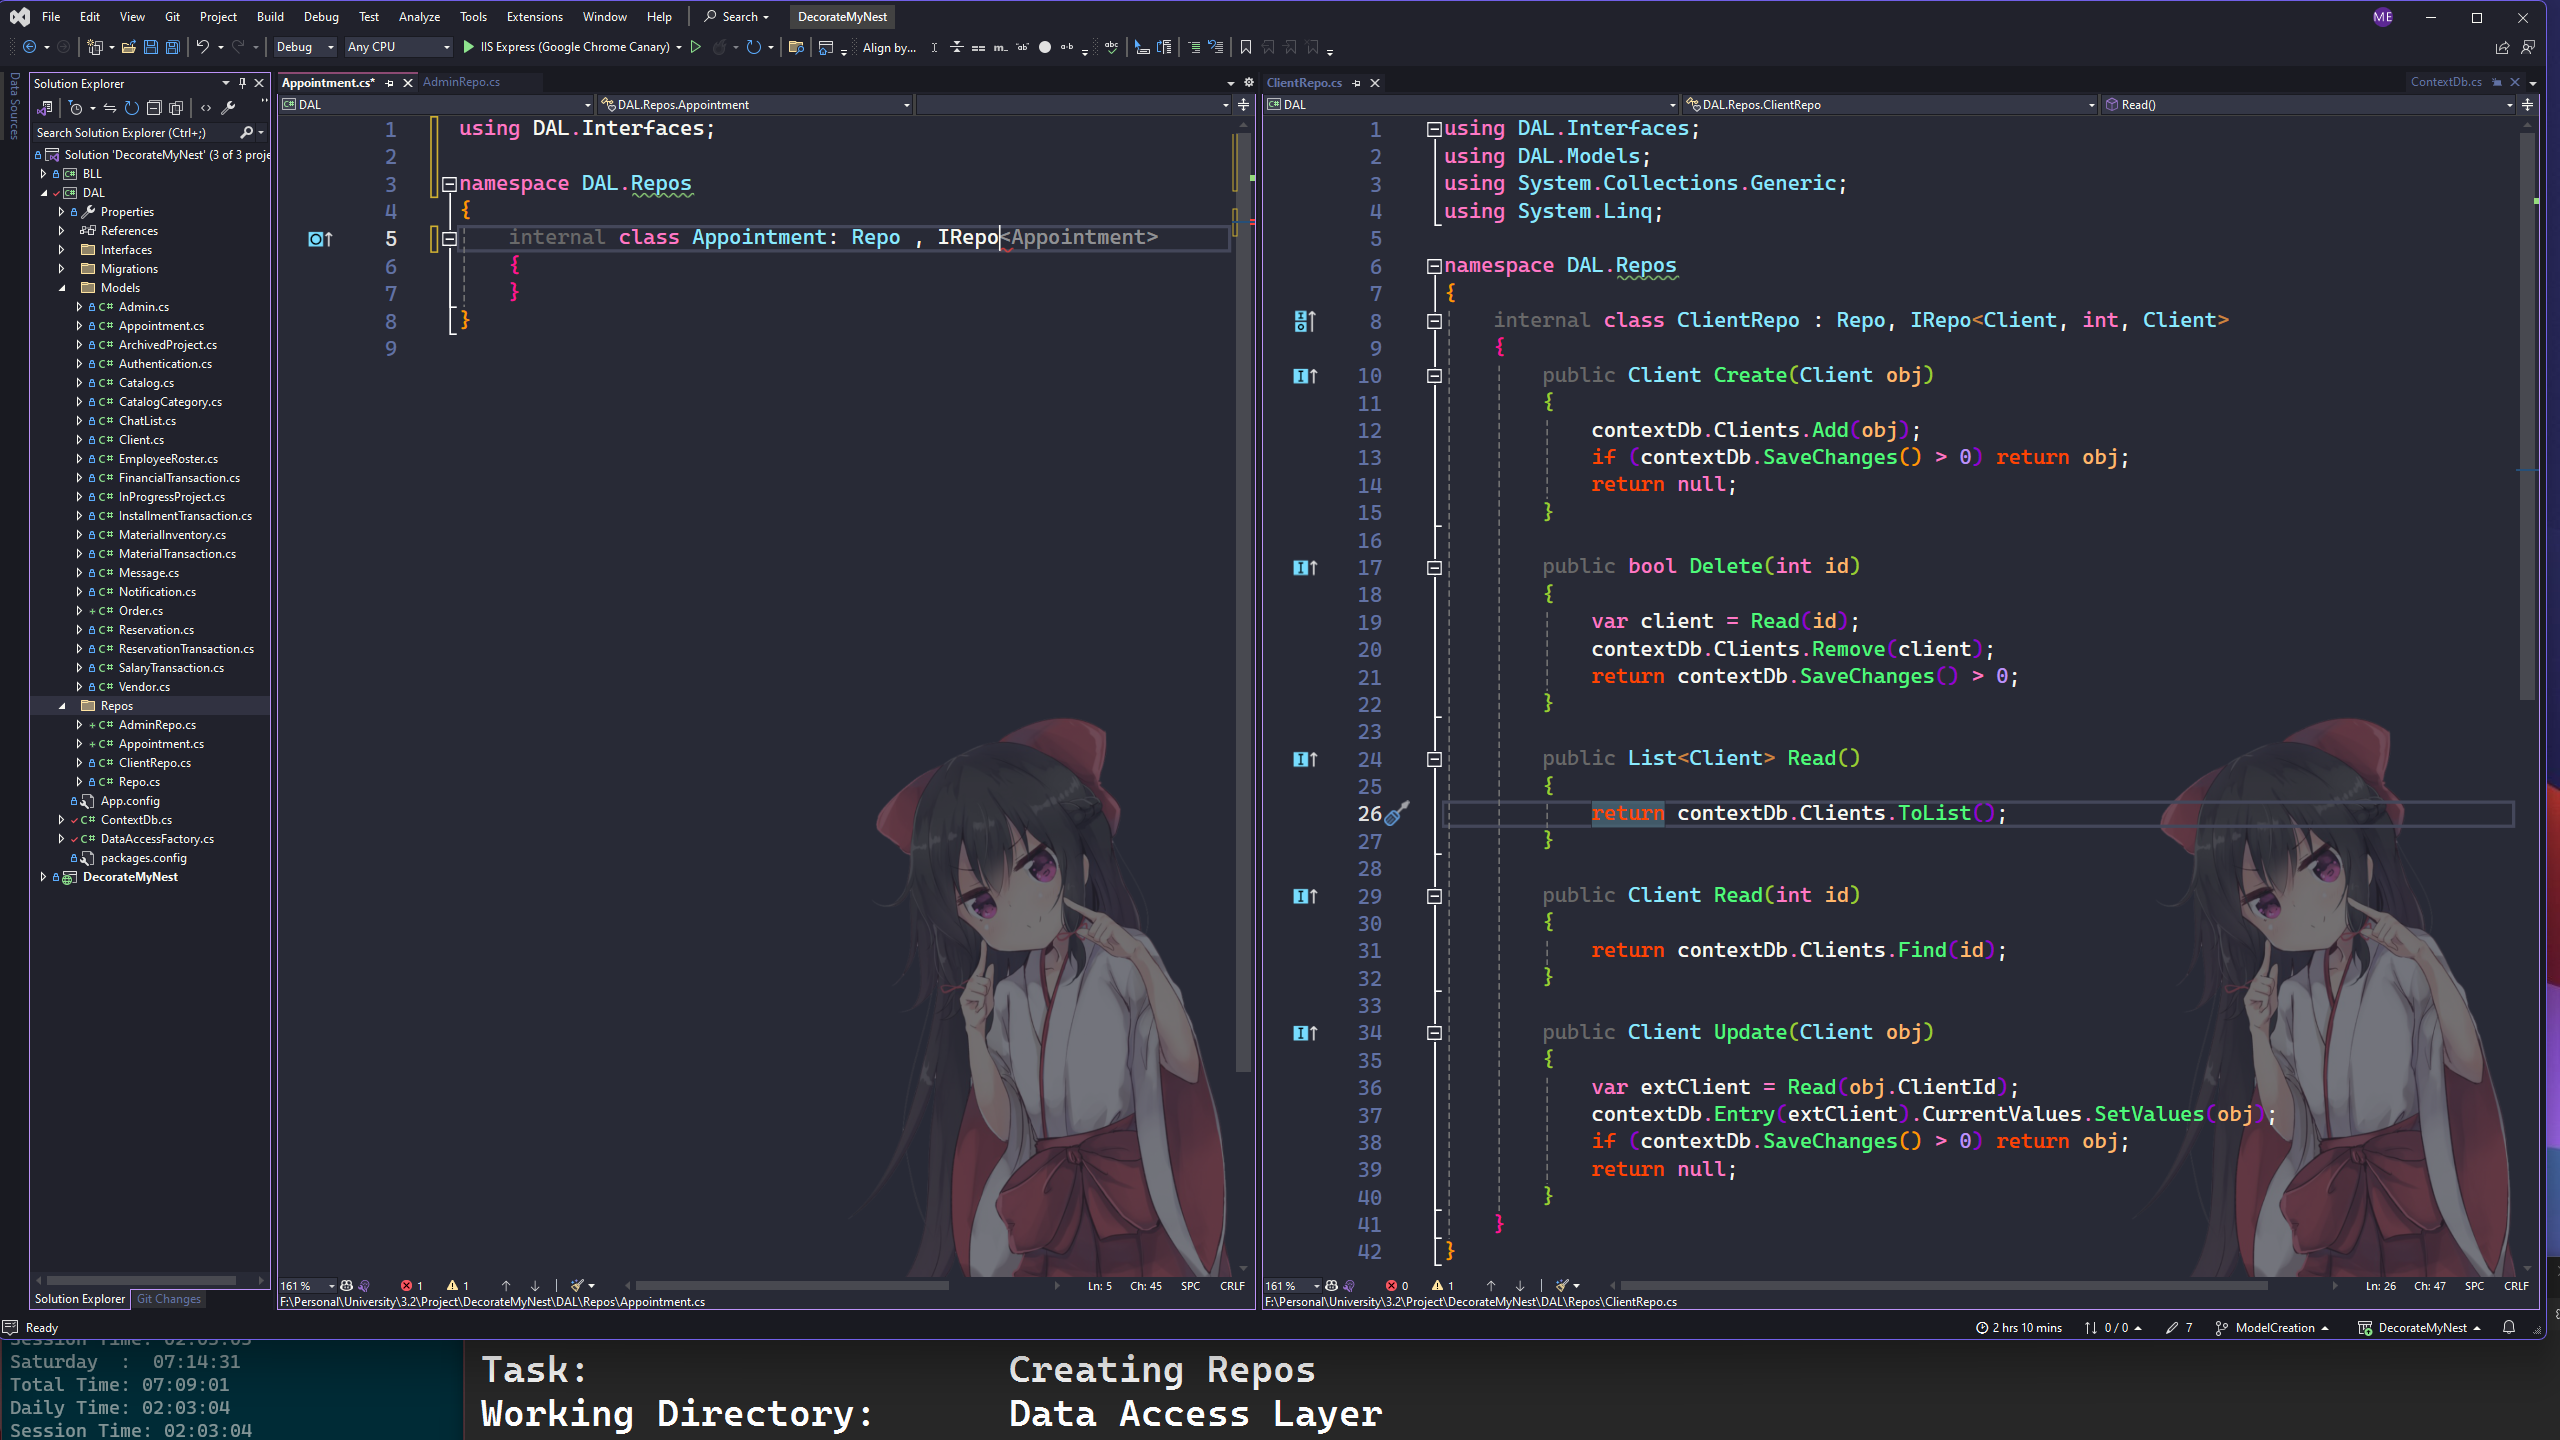 File Edit View Git Project Build Debug Test Analyze Tools Extensions Window Help Search DecorateMyNest ME
Debug Any CPU IIS Express (Google Chrome Canary) Align by...
Data Sources
Solution Explorer
Search Solution Explorer (Ctrl+;)
Solution 'DecorateMyNest' (3 of 3 proje
BLL
DAL
Properties
References
Interfaces
Migrations
Models
C# Admin.cs
C# Appointment.cs
C# ArchivedProject.cs
C# Authentication.cs
C# Catalog.cs
C# CatalogCategory.cs
C# ChatList.cs
C# Client.cs
C# EmployeeRoster.cs
C# FinancialTransaction.cs
C# InProgressProject.cs
C# InstallmentTransaction.cs
C# MaterialInventory.cs
C# MaterialTransaction.cs
C# Message.cs
C# Notification.cs
C# Order.cs
C# Reservation.cs
C# ReservationTransaction.cs
C# SalaryTransaction.cs
C# Vendor.cs
Repos
C# AdminRepo.cs
C# Appointment.cs
C# ClientRepo.cs
C# Repo.cs
App.config
C# ContextDb.cs
C# DataAccessFactory.cs
packages.config
DecorateMyNest
Solution Explorer Git Changes
Appointment.cs* AdminRepo.cs
DAL DAL.Repos.Appointment
1 using DAL.Interfaces;
2
3 namespace DAL.Repos
4 {
5 internal class Appointment: Repo , IRepo<Appointment>
6 {
7 }
8 }
9
161 % 1 1 Ln: 5 Ch: 45 SPC CRLF
F:\Personal\University\3.2\Project\DecorateMyNest\DAL\Repos\Appointment.cs
ClientRepo.cs ContextDb.cs
DAL DAL.Repos.ClientRepo Read()
1 using DAL.Interfaces;
2 using DAL.Models;
3 using System.Collections.Generic;
4 using System.Linq;
5
6 namespace DAL.Repos
7 {
8 internal class ClientRepo : Repo, IRepo<Client, int, Client>
9 {
10 public Client Create(Client obj)
11 {
12 contextDb.Clients.Add(obj);
13 if (contextDb.SaveChanges() > 0) return obj;
14 return null;
15 }
16
17 public bool Delete(int id)
18 {
19 var client = Read(id);
20 contextDb.Clients.Remove(client);
21 return contextDb.SaveChanges() > 0;
22 }
23
24 public List<Client> Read()
25 {
26 return contextDb.Clients.ToList();
27 }
28
29 public Client Read(int id)
30 {
31 return contextDb.Clients.Find(id);
32 }
33
34 public Client Update(Client obj)
35 {
36 var extClient = Read(obj.ClientId);
37 contextDb.Entry(extClient).CurrentValues.SetValues(obj);
38 if (contextDb.SaveChanges() > 0) return obj;
39 return null;
40 }
41 }
42 }
161 % 0 1 Ln: 26 Ch: 47 SPC CRLF
F:\Personal\University\3.2\Project\DecorateMyNest\DAL\Repos\ClientRepo.cs
Ready 2 hrs 10 mins 0 / 0 7 ModelCreation DecorateMyNest
Session Time: 02:03:03
Saturday : 07:14:31
Total Time: 07:09:01
Daily Time: 02:03:04
Session Time: 02:03:04
Task: Creating Repos
Working Directory: Data Access Layer